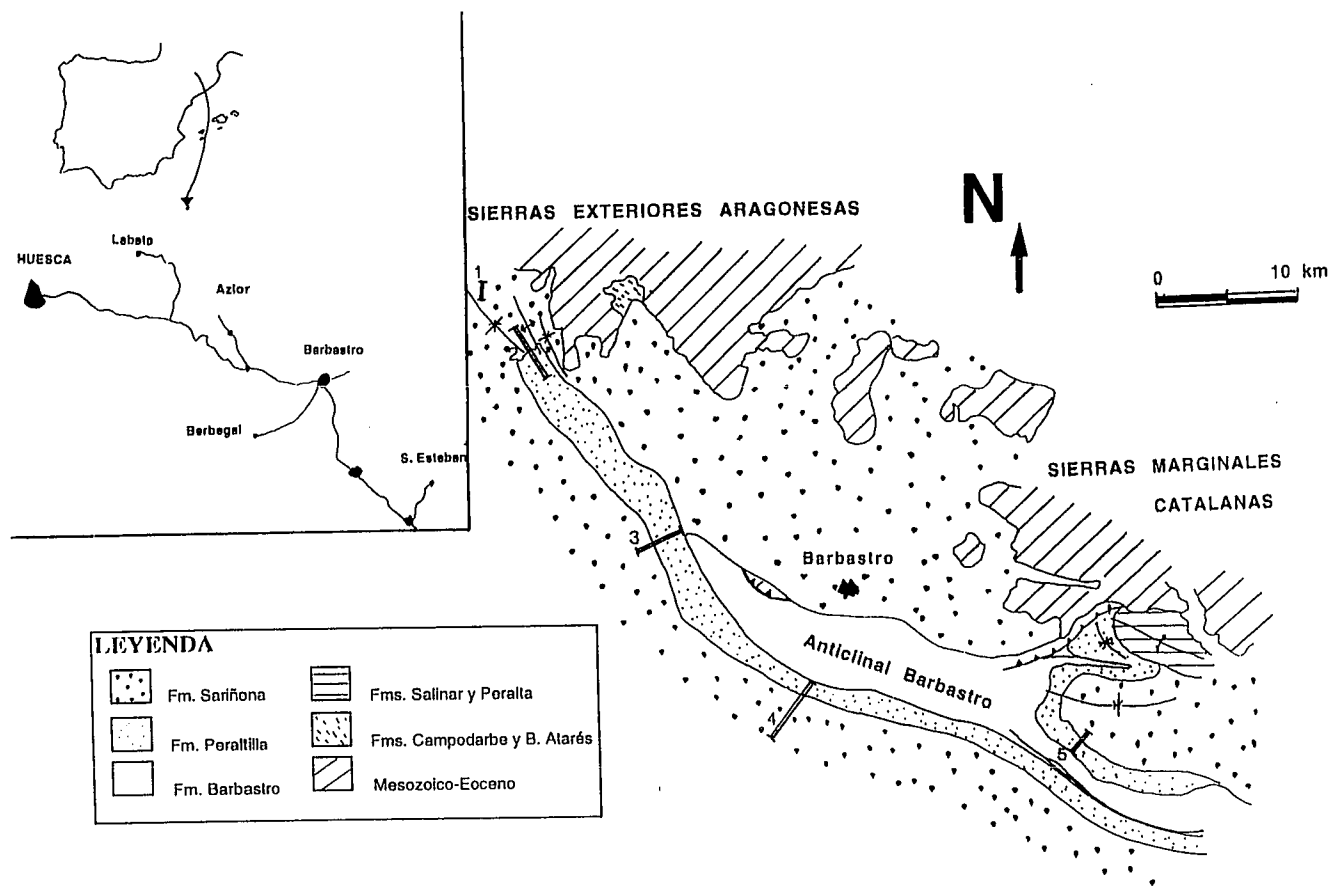 SIERRAS EXTERIORES ARAGONESAS
N
0 10 km
Labata
HUESCA
Azlor
Barbastro
Berbegal
S. Esteban
1
3
4
5
SIERRAS MARGINALES
CATALANAS
Barbastro
Anticlinal Barbastro
LEYENDA
Fm. Sariñona
Fm. Peraltilla
Fm. Barbastro
Fms. Salinar y Peralta
Fms. Campodarbe y B. Atarés
Mesozoico-Eoceno